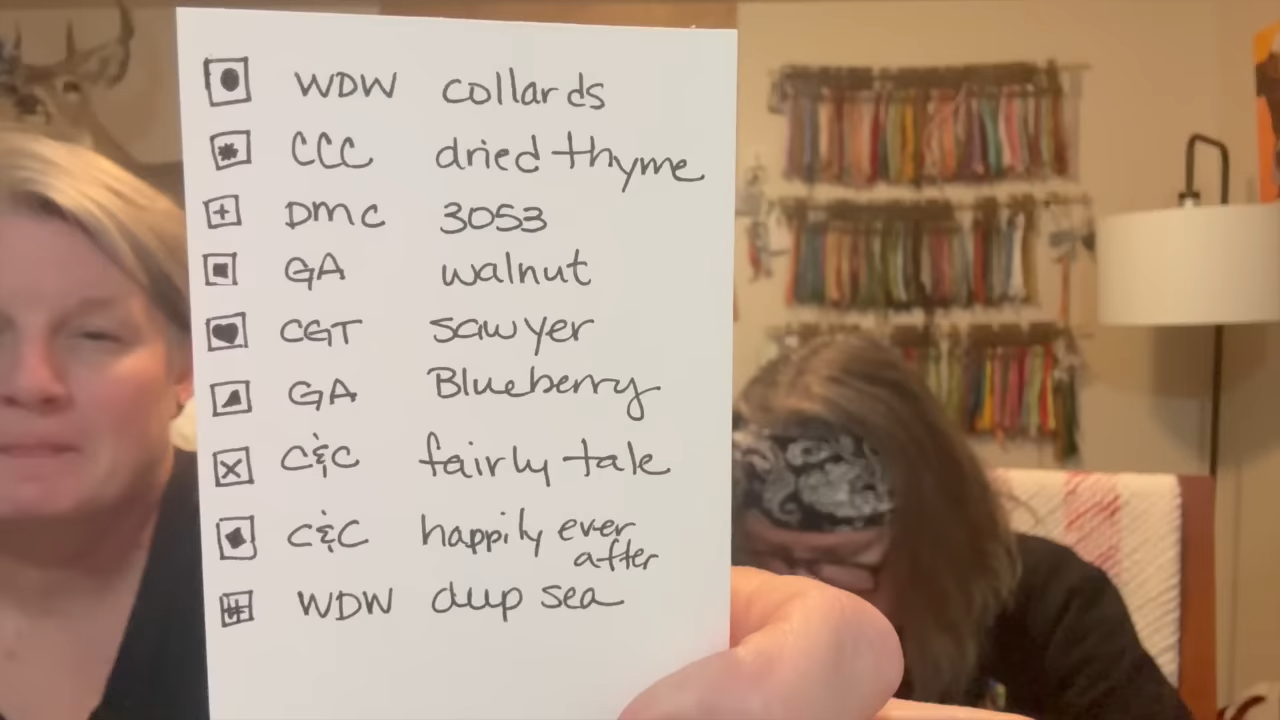 WDW collards
CCC dried thyme
DMC 3053
GA walnut
CGT sawyer
GA Blueberry
C&C fairly tale
C&C happily ever
after
WDW deep sea